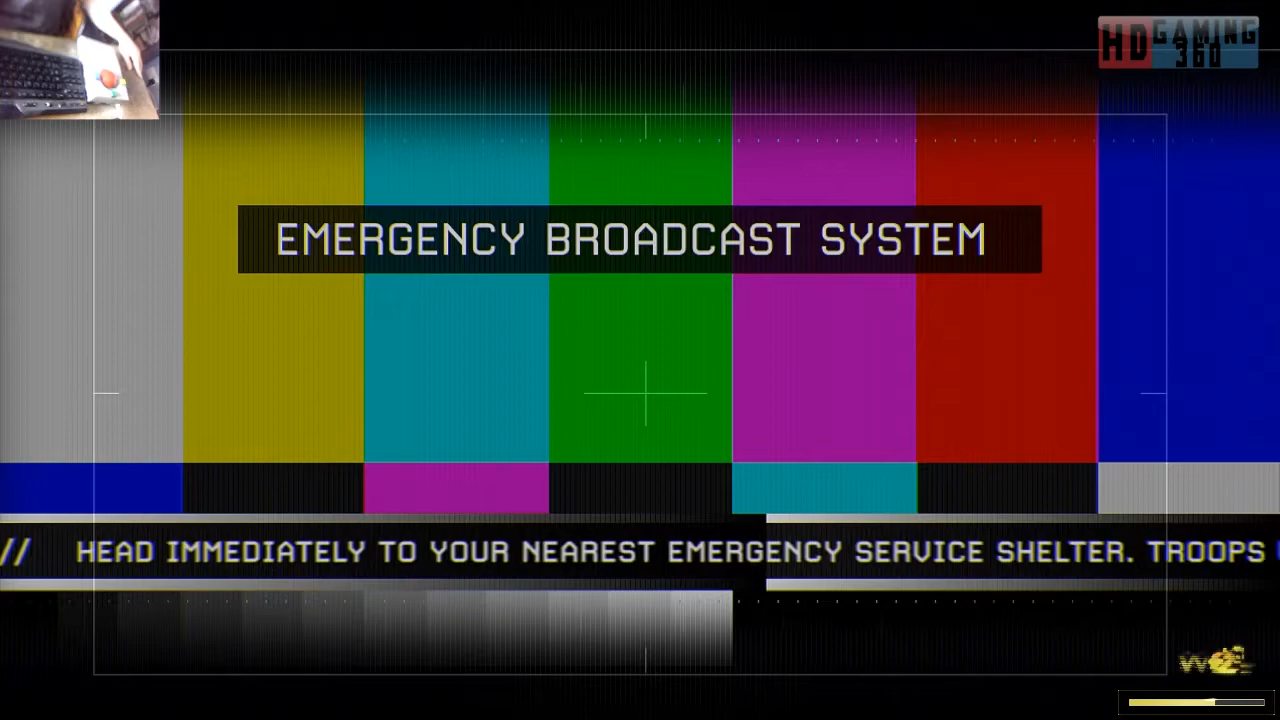 HD GAMING
360
EMERGENCY BROADCAST SYSTEM
// HEAD IMMEDIATELY TO YOUR NEAREST EMERGENCY SERVICE SHELTER. TROOPS